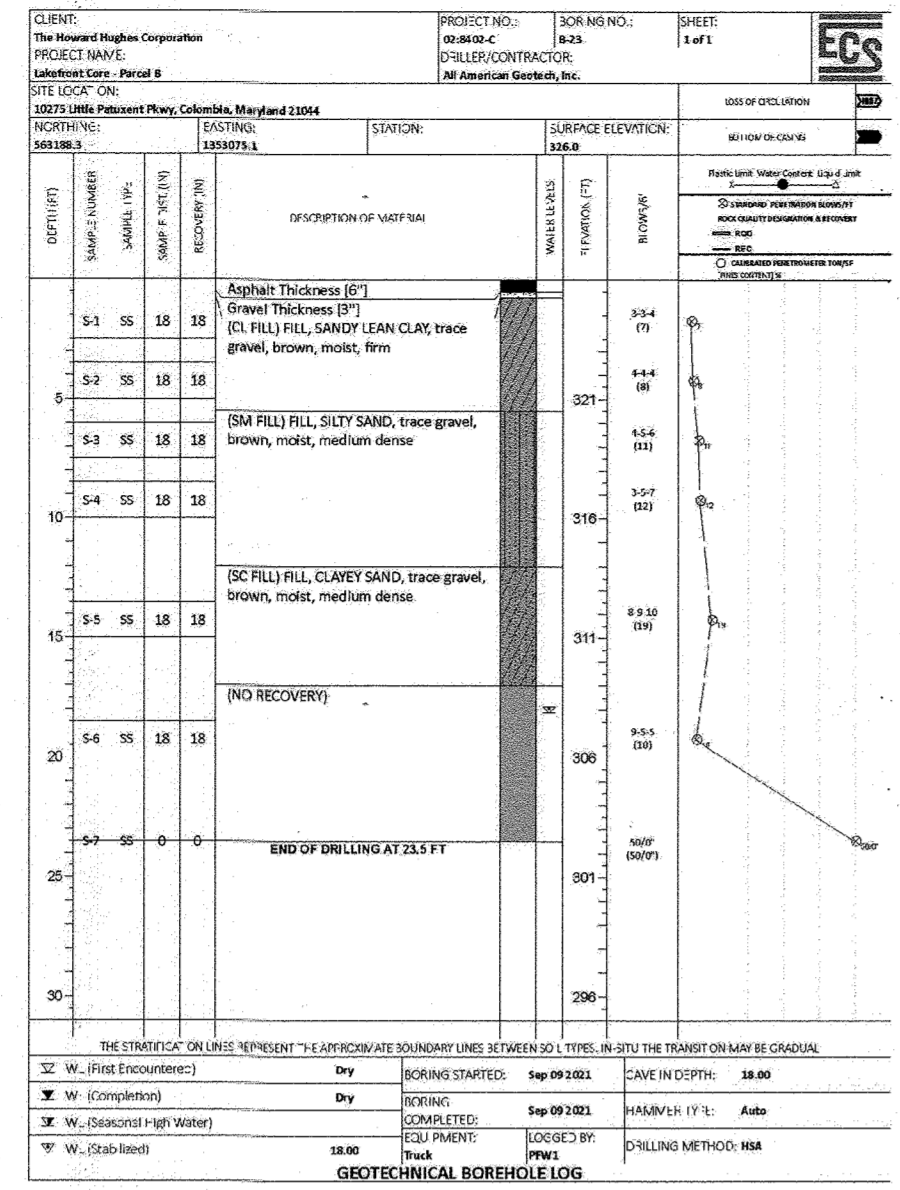 CLIENT: PROJECT NO.: BORING NO.: SHEET:
The Howard Hughes Corporation 02:8402-C B-23 1 of 1
PROJECT NAME: DRILLER/CONTRACTOR:
Lakefront Core - Parcel B All American Geotech, Inc.
ECS
SITE LOCATION:
10275 Little Patuxent Pkwy, Colombia, Maryland 21044
LOSS OF CIRCULATION
NORTHING: EASTING: STATION: SURFACE ELEVATION:
563188.3 1353075.1 326.0
BOTTOM OF CASING
DEPTH (FT)
SAMPLE NUMBER
SAMPLE TYPE
SAMPLE DIST. (IN)
RECOVERY (IN)
DESCRIPTION OF MATERIAL
WATER LEVELS
ELEVATION (FT)
BLOWS/6"
Plastic Limit Water Content Liquid Limit
STANDARD PENETRATION BLOWS/FT
ROCK QUALITY DESIGNATION & RECOVERY
RQD
REC
CALIBRATED PENETROMETER TON/SF
[FINES CONTENT] %
Asphalt Thickness [6"]
Gravel Thickness [3"]
S-1 SS 18 18 (CL FILL) FILL, SANDY LEAN CLAY, trace
gravel, brown, moist, firm
3-3-4
(7) 7
S-2 SS 18 18 4-4-4
(8) 8
5 321
(SM FILL) FILL, SILTY SAND, trace gravel,
S-3 SS 18 18 brown, moist, medium dense
4-5-6
(11) 11
S-4 SS 18 18 3-5-7
(12) 12
10 316
(SC FILL) FILL, CLAYEY SAND, trace gravel,
brown, moist, medium dense
S-5 SS 18 18 8-9-10
(19) 19
15 311
(NO RECOVERY)
S-6 SS 18 18 9-5-5
(10)
20 306
S-7 SS 0 0 50/0"
(50/0") 50/0"
END OF DRILLING AT 23.5 FT
25 301
30 296
THE STRATIFICATION LINES REPRESENT THE APPROXIMATE BOUNDARY LINES BETWEEN SOIL TYPES. IN-SITU THE TRANSITION MAY BE GRADUAL
WL (First Encountered) Dry BORING STARTED: Sep 09 2021 CAVE IN DEPTH: 18.00
WL (Completion) Dry BORING
COMPLETED: Sep 09 2021 HAMMER TYPE: Auto
WL (Seasonal High Water)
WL (Stabilized) 18.00 EQUIPMENT: LOGGED BY: DRILLING METHOD: HSA
Truck PFW1
GEOTECHNICAL BOREHOLE LOG